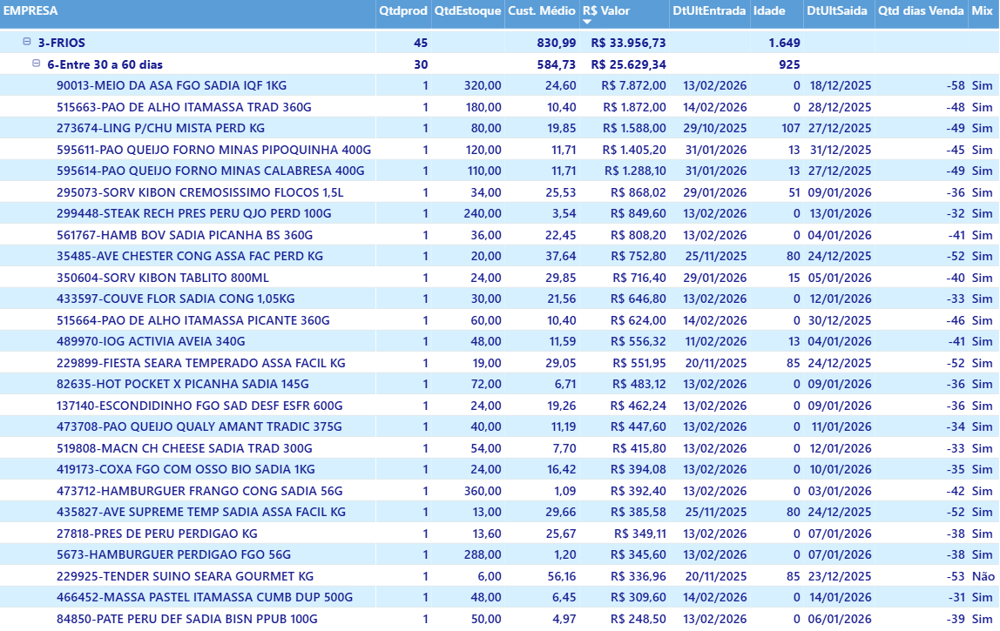 EMPRESA Qtdprod QtdEstoque Cust. Médio R$ Valor DtUltEntrada Idade DtUltSaida Qtd dias Venda Mix
3-FRIOS 45 830,99 R$ 33.956,73 1.649
6-Entre 30 a 60 dias 30 584,73 R$ 25.629,34 925
90013-MEIO DA ASA FGO SADIA IQF 1KG 1 320,00 24,60 R$ 7.872,00 13/02/2026 0 18/12/2025 -58 Sim
515663-PAO DE ALHO ITAMASSA TRAD 360G 1 180,00 10,40 R$ 1.872,00 14/02/2026 0 28/12/2025 -48 Sim
273674-LING P/CHU MISTA PERD KG 1 80,00 19,85 R$ 1.588,00 29/10/2025 107 27/12/2025 -49 Sim
595611-PAO QUEIJO FORNO MINAS PIPOQUINHA 400G 1 120,00 11,71 R$ 1.405,20 31/01/2026 13 31/12/2025 -45 Sim
595614-PAO QUEIJO FORNO MINAS CALABRESA 400G 1 110,00 11,71 R$ 1.288,10 31/01/2026 13 27/12/2025 -49 Sim
295073-SORV KIBON CREMOSISSIMO FLOCOS 1,5L 1 34,00 25,53 R$ 868,02 29/01/2026 51 09/01/2026 -36 Sim
299448-STEAK RECH PRES PERU QJO PERD 100G 1 240,00 3,54 R$ 849,60 13/02/2026 0 13/01/2026 -32 Sim
561767-HAMB BOV SADIA PICANHA BS 360G 1 36,00 22,45 R$ 808,20 13/02/2026 0 04/01/2026 -41 Sim
35485-AVE CHESTER CONG ASSA FAC PERD KG 1 20,00 37,64 R$ 752,80 25/11/2025 80 24/12/2025 -52 Sim
350604-SORV KIBON TABLITO 800ML 1 24,00 29,85 R$ 716,40 29/01/2026 15 05/01/2026 -40 Sim
433597-COUVE FLOR SADIA CONG 1,05KG 1 30,00 21,56 R$ 646,80 13/02/2026 0 12/01/2026 -33 Sim
515664-PAO DE ALHO ITAMASSA PICANTE 360G 1 60,00 10,40 R$ 624,00 14/02/2026 0 30/12/2025 -46 Sim
489970-IOG ACTIVIA AVEIA 340G 1 48,00 11,59 R$ 556,32 11/02/2026 13 04/01/2026 -41 Sim
229899-FIESTA SEARA TEMPERADO ASSA FACIL KG 1 19,00 29,05 R$ 551,95 20/11/2025 85 24/12/2025 -52 Sim
82635-HOT POCKET X PICANHA SADIA 145G 1 72,00 6,71 R$ 483,12 13/02/2026 0 09/01/2026 -36 Sim
137140-ESCONDIDINHO FGO SAD DESF ESFR 600G 1 24,00 19,26 R$ 462,24 13/02/2026 0 09/01/2026 -36 Sim
473708-PAO QUEIJO QUALY AMANT TRADIC 375G 1 40,00 11,19 R$ 447,60 13/02/2026 0 11/01/2026 -34 Sim
519808-MACN CH CHEESE SADIA TRAD 300G 1 54,00 7,70 R$ 415,80 13/02/2026 0 12/01/2026 -33 Sim
419173-COXA FGO COM OSSO BIO SADIA 1KG 1 24,00 16,42 R$ 394,08 13/02/2026 0 10/01/2026 -35 Sim
473712-HAMBURGUER FRANGO CONG SADIA 56G 1 360,00 1,09 R$ 392,40 13/02/2026 0 03/01/2026 -42 Sim
435827-AVE SUPREME TEMP SADIA ASSA FACIL KG 1 13,00 29,66 R$ 385,58 25/11/2025 80 24/12/2025 -52 Sim
27818-PRES DE PERU PERDIGAO KG 1 13,60 25,67 R$ 349,11 13/02/2026 0 07/01/2026 -38 Sim
5673-HAMBURGUER PERDIGAO FGO 56G 1 288,00 1,20 R$ 345,60 13/02/2026 0 07/01/2026 -38 Sim
229925-TENDER SUINO SEARA GOURMET KG 1 6,00 56,16 R$ 336,96 20/11/2025 85 23/12/2025 -53 Não
466452-MASSA PASTEL ITAMASSA CUMB DUP 500G 1 48,00 6,45 R$ 309,60 14/02/2026 0 14/01/2026 -31 Sim
84850-PATE PERU DEF SADIA BISN PPUB 100G 1 50,00 4,97 R$ 248,50 13/02/2026 0 06/01/2026 -39 Sim